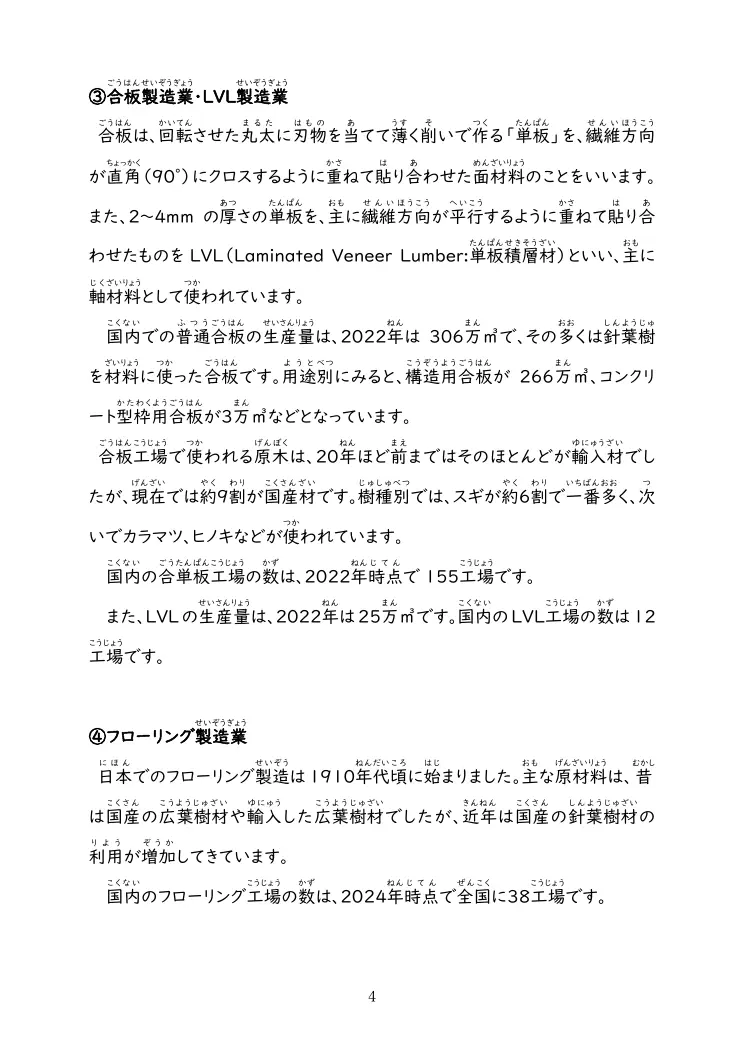 ③合板製造業・LVL製造業
合板は、回転させた丸太に刃物を当てて薄く削いで作る「単板」を、繊維方向
が直角（90°）にクロスするように重ねて貼り合わせた面材料のことをいいます。
また、2~4mm の厚さの単板を、主に繊維方向が平行するように重ねて貼り合
わせたものをLVL（Laminated Veneer Lumber:単板積層材）といい、主に
軸材料として使われています。
国内での普通合板の生産量は、2022年は 306万㎥で、その多くは針葉樹
を材料に使った合板です。用途別にみると、構造用合板が 266万㎥、コンクリ
ート型枠用合板が3万㎥などとなっています。
合板工場で使われる原木は、20年ほど前まではそのほとんどが輸入材でし
たが、現在では約9割が国産材です。樹種別では、スギが約6割で一番多く、次
いでカラマツ、ヒノキなどが使われています。
国内の合単板工場の数は、2022年時点で155工場です。
また、LVLの生産量は、2022年は25万㎥です。国内のLVL工場の数は12
工場です。
④フローリング製造業
日本でのフローリング製造は1910年代頃に始まりました。主な原材料は、昔
は国産の広葉樹材や輸入した広葉樹材でしたが、近年は国産の針葉樹材の
利用が増加してきています。
国内のフローリング工場の数は、2024年時点で全国に38工場です。
4